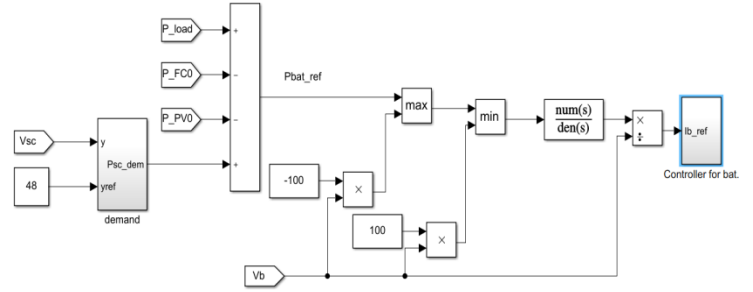 P_load
P_FC0
P_PV0
Pbat_ref
+
−
−
+
Vsc
48
y
Psc_dem
yref
demand
-100
×
100
×
Vb
max
min
num(s)
den(s)
×
÷
Ib_ref
Controller for bat.